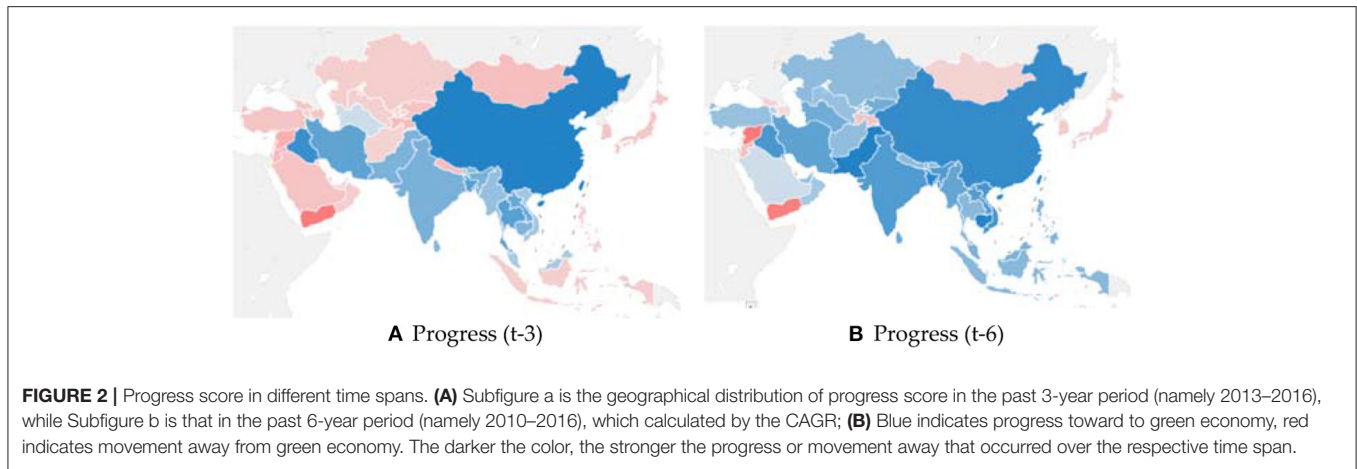 A Progress (t-3)
B Progress (t-6)
FIGURE 2 | Progress score in different time spans. (A) Subfigure a is the geographical distribution of progress score in the past 3-year period (namely 2013–2016),
while Subfigure b is that in the past 6-year period (namely 2010–2016), which calculated by the CAGR; (B) Blue indicates progress toward to green economy, red
indicates movement away from green economy. The darker the color, the stronger the progress or movement away that occurred over the respective time span.